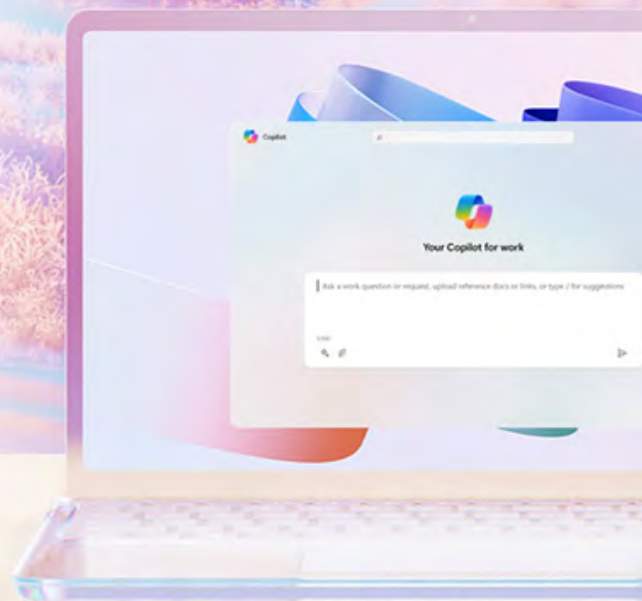 Copilot
Your Copilot for work
Ask a work question or request, upload reference docs or links, or type / for suggestions